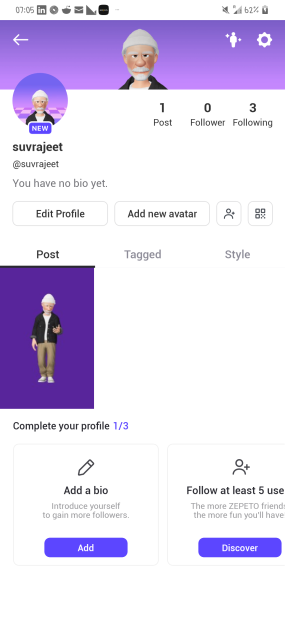 07:05
62%
NEW
1 0 3
Post Follower Following
suvrajeet
@suvrajeet
You have no bio yet.
Edit Profile Add new avatar
Post Tagged Style
Complete your profile 1/3
Add a bio
Introduce yourself
to gain more followers.
Add
Follow at least 5 use
The more ZEPETO friend
the more fun you'll have
Discover